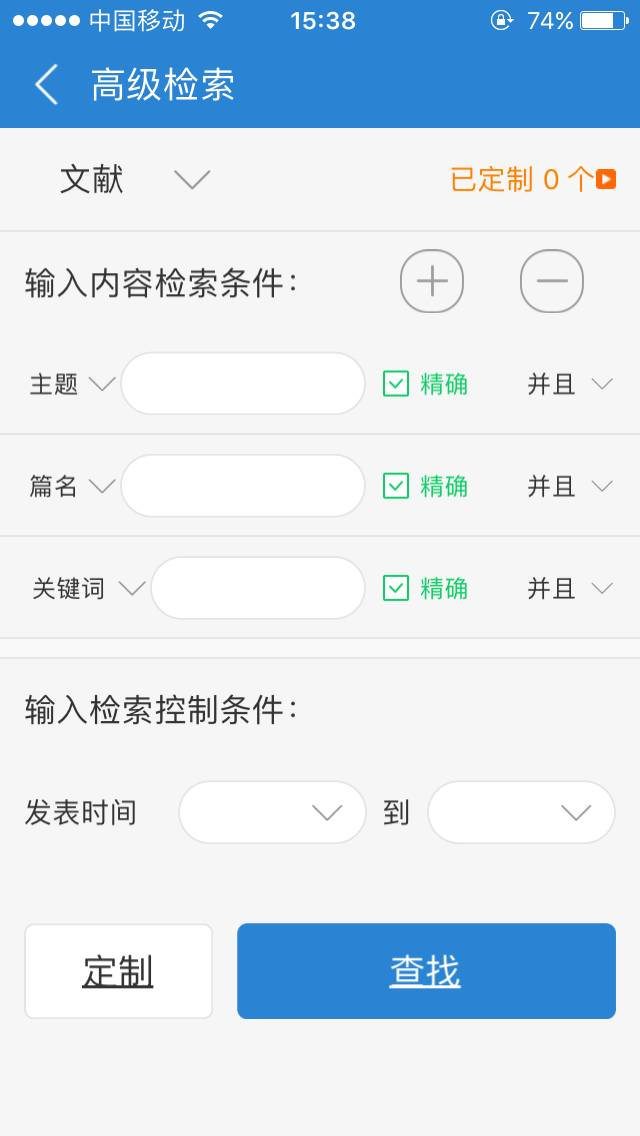 中国移动 15:38 74%
高级检索
文献 已定制 0 个
输入内容检索条件：
主题 精确 并且
篇名 精确 并且
关键词 精确 并且
输入检索控制条件：
发表时间 到
定制 查找